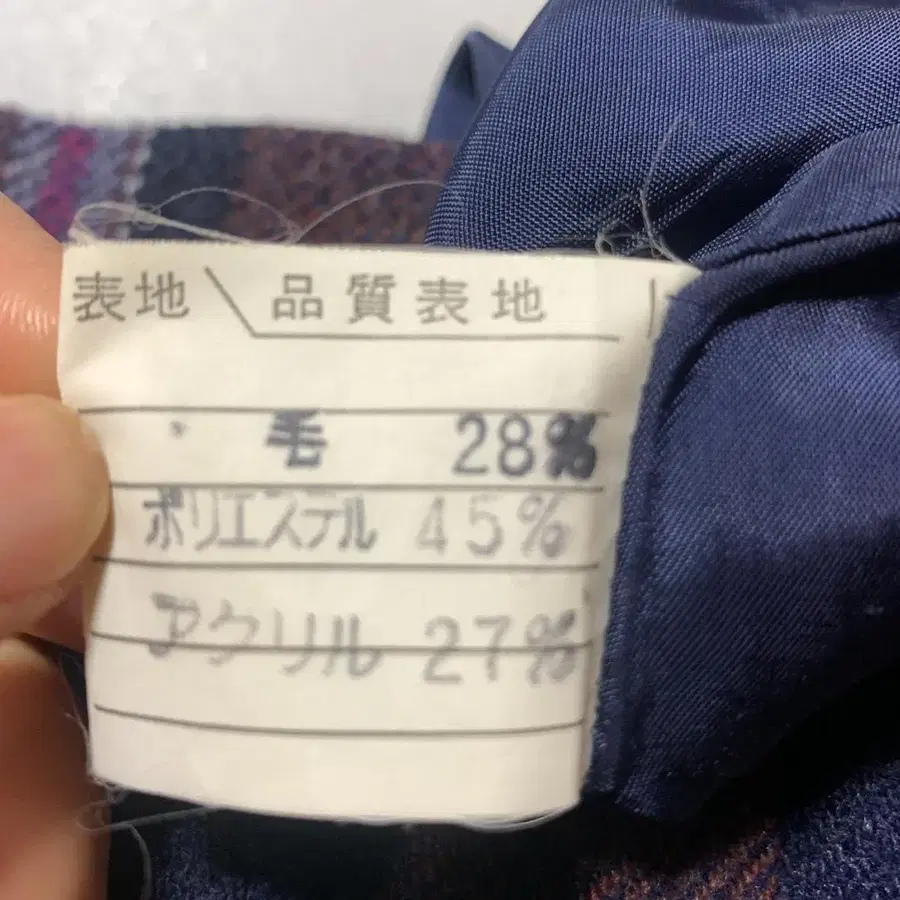 表地 品質表地
毛 28%
ポリエステル 45%
アクリル 27%